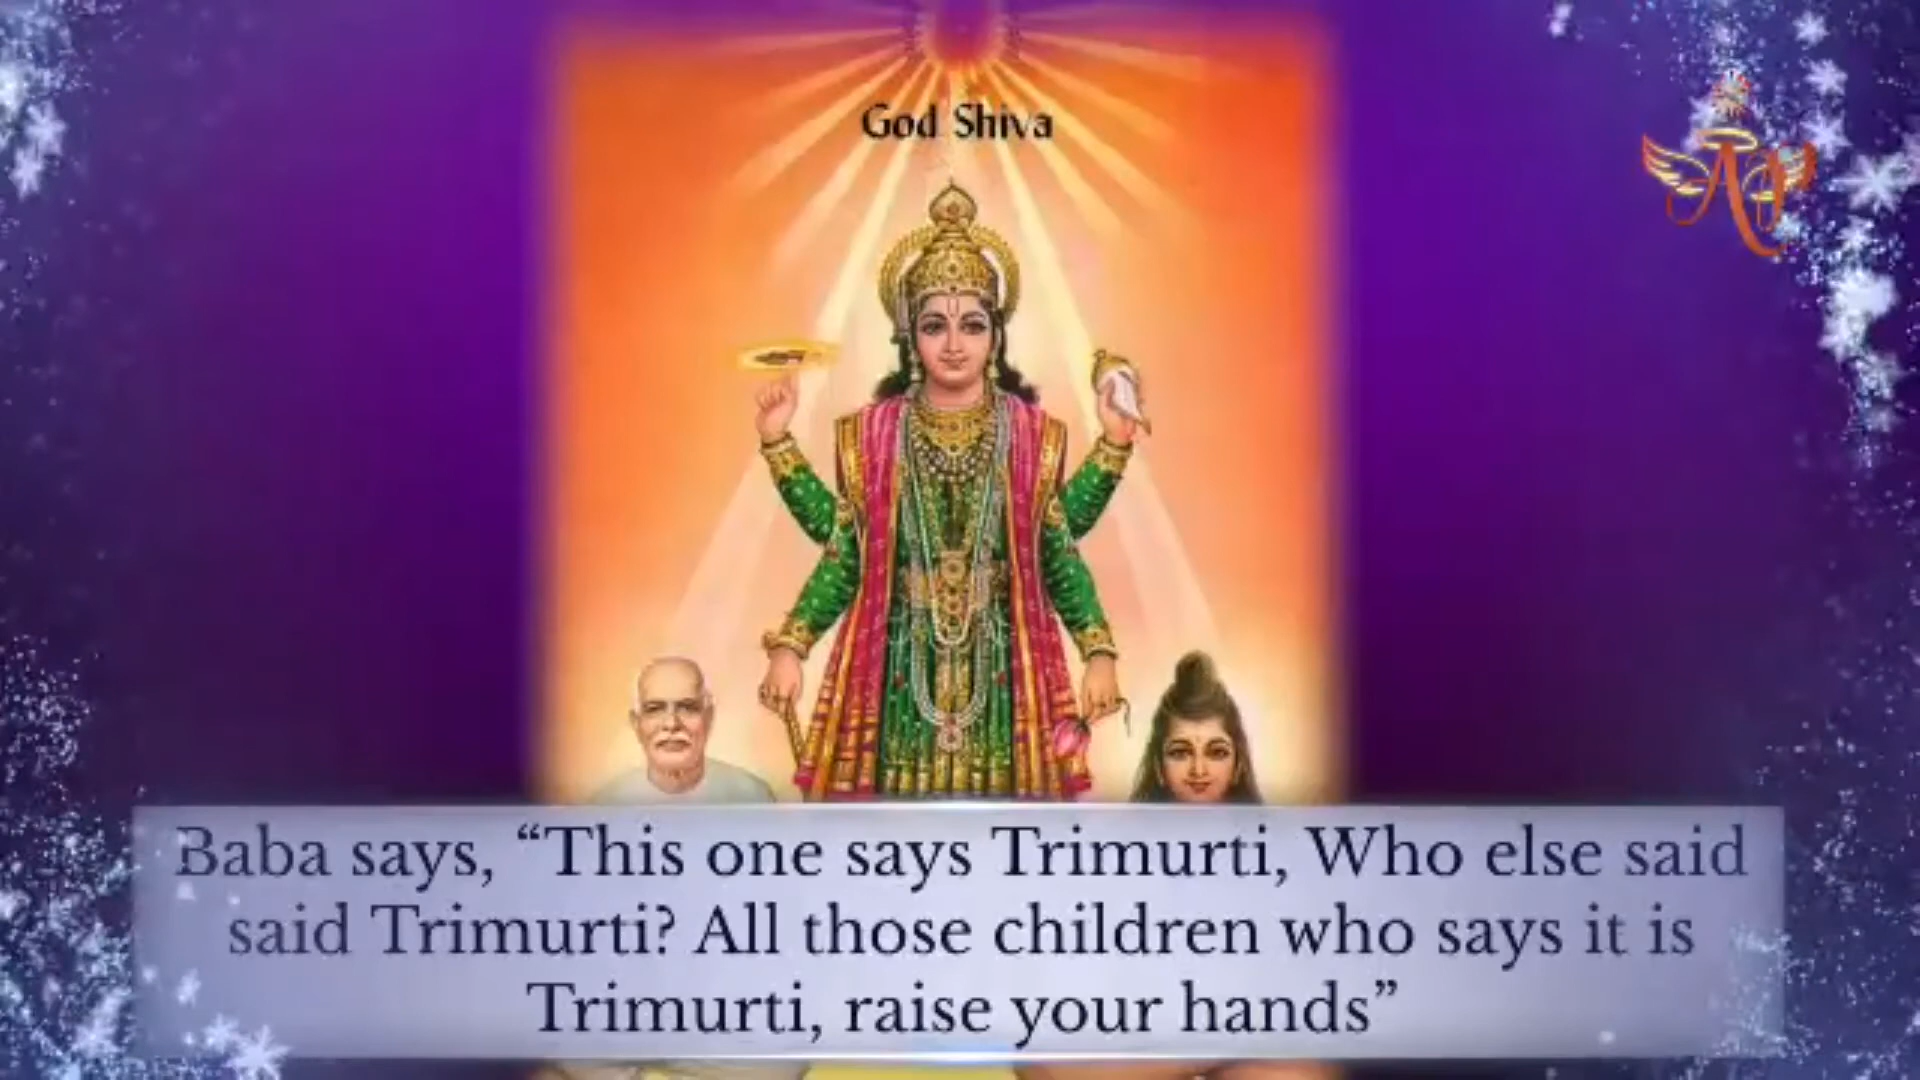 God Shiva
AP
Baba says, “This one says Trimurti, Who else said
said Trimurti? All those children who says it is
Trimurti, raise your hands”